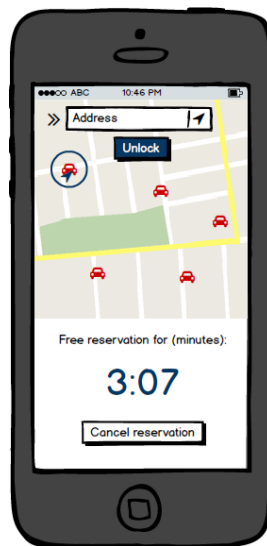 ABC 10:46 PM
Address
Unlock
Free reservation for (minutes):
3:07
Cancel reservation